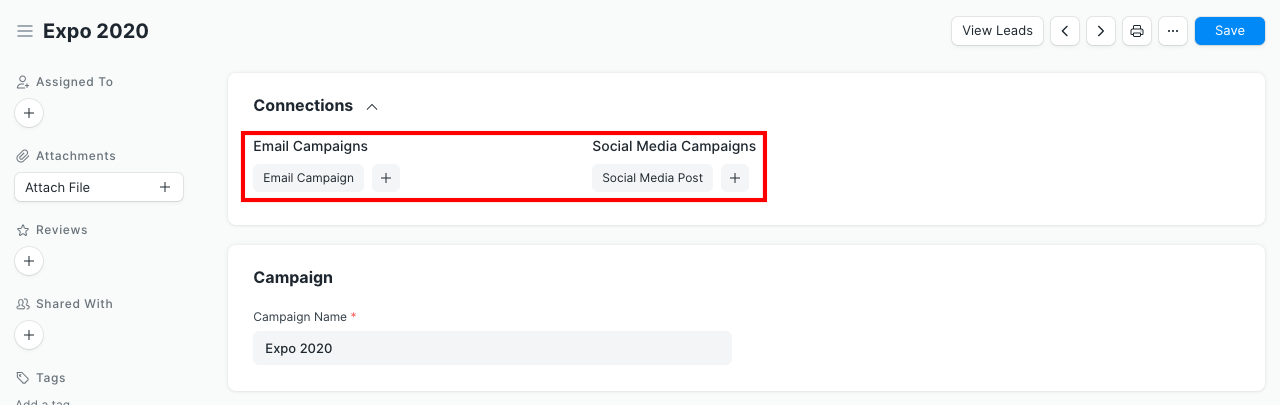 Expo 2020
View Leads
Save
Assigned To
Attachments
Attach File
Reviews
Shared With
Tags
Add a tag
Connections
Email Campaigns
Social Media Campaigns
Email Campaign
Social Media Post
Campaign
Campaign Name *
Expo 2020